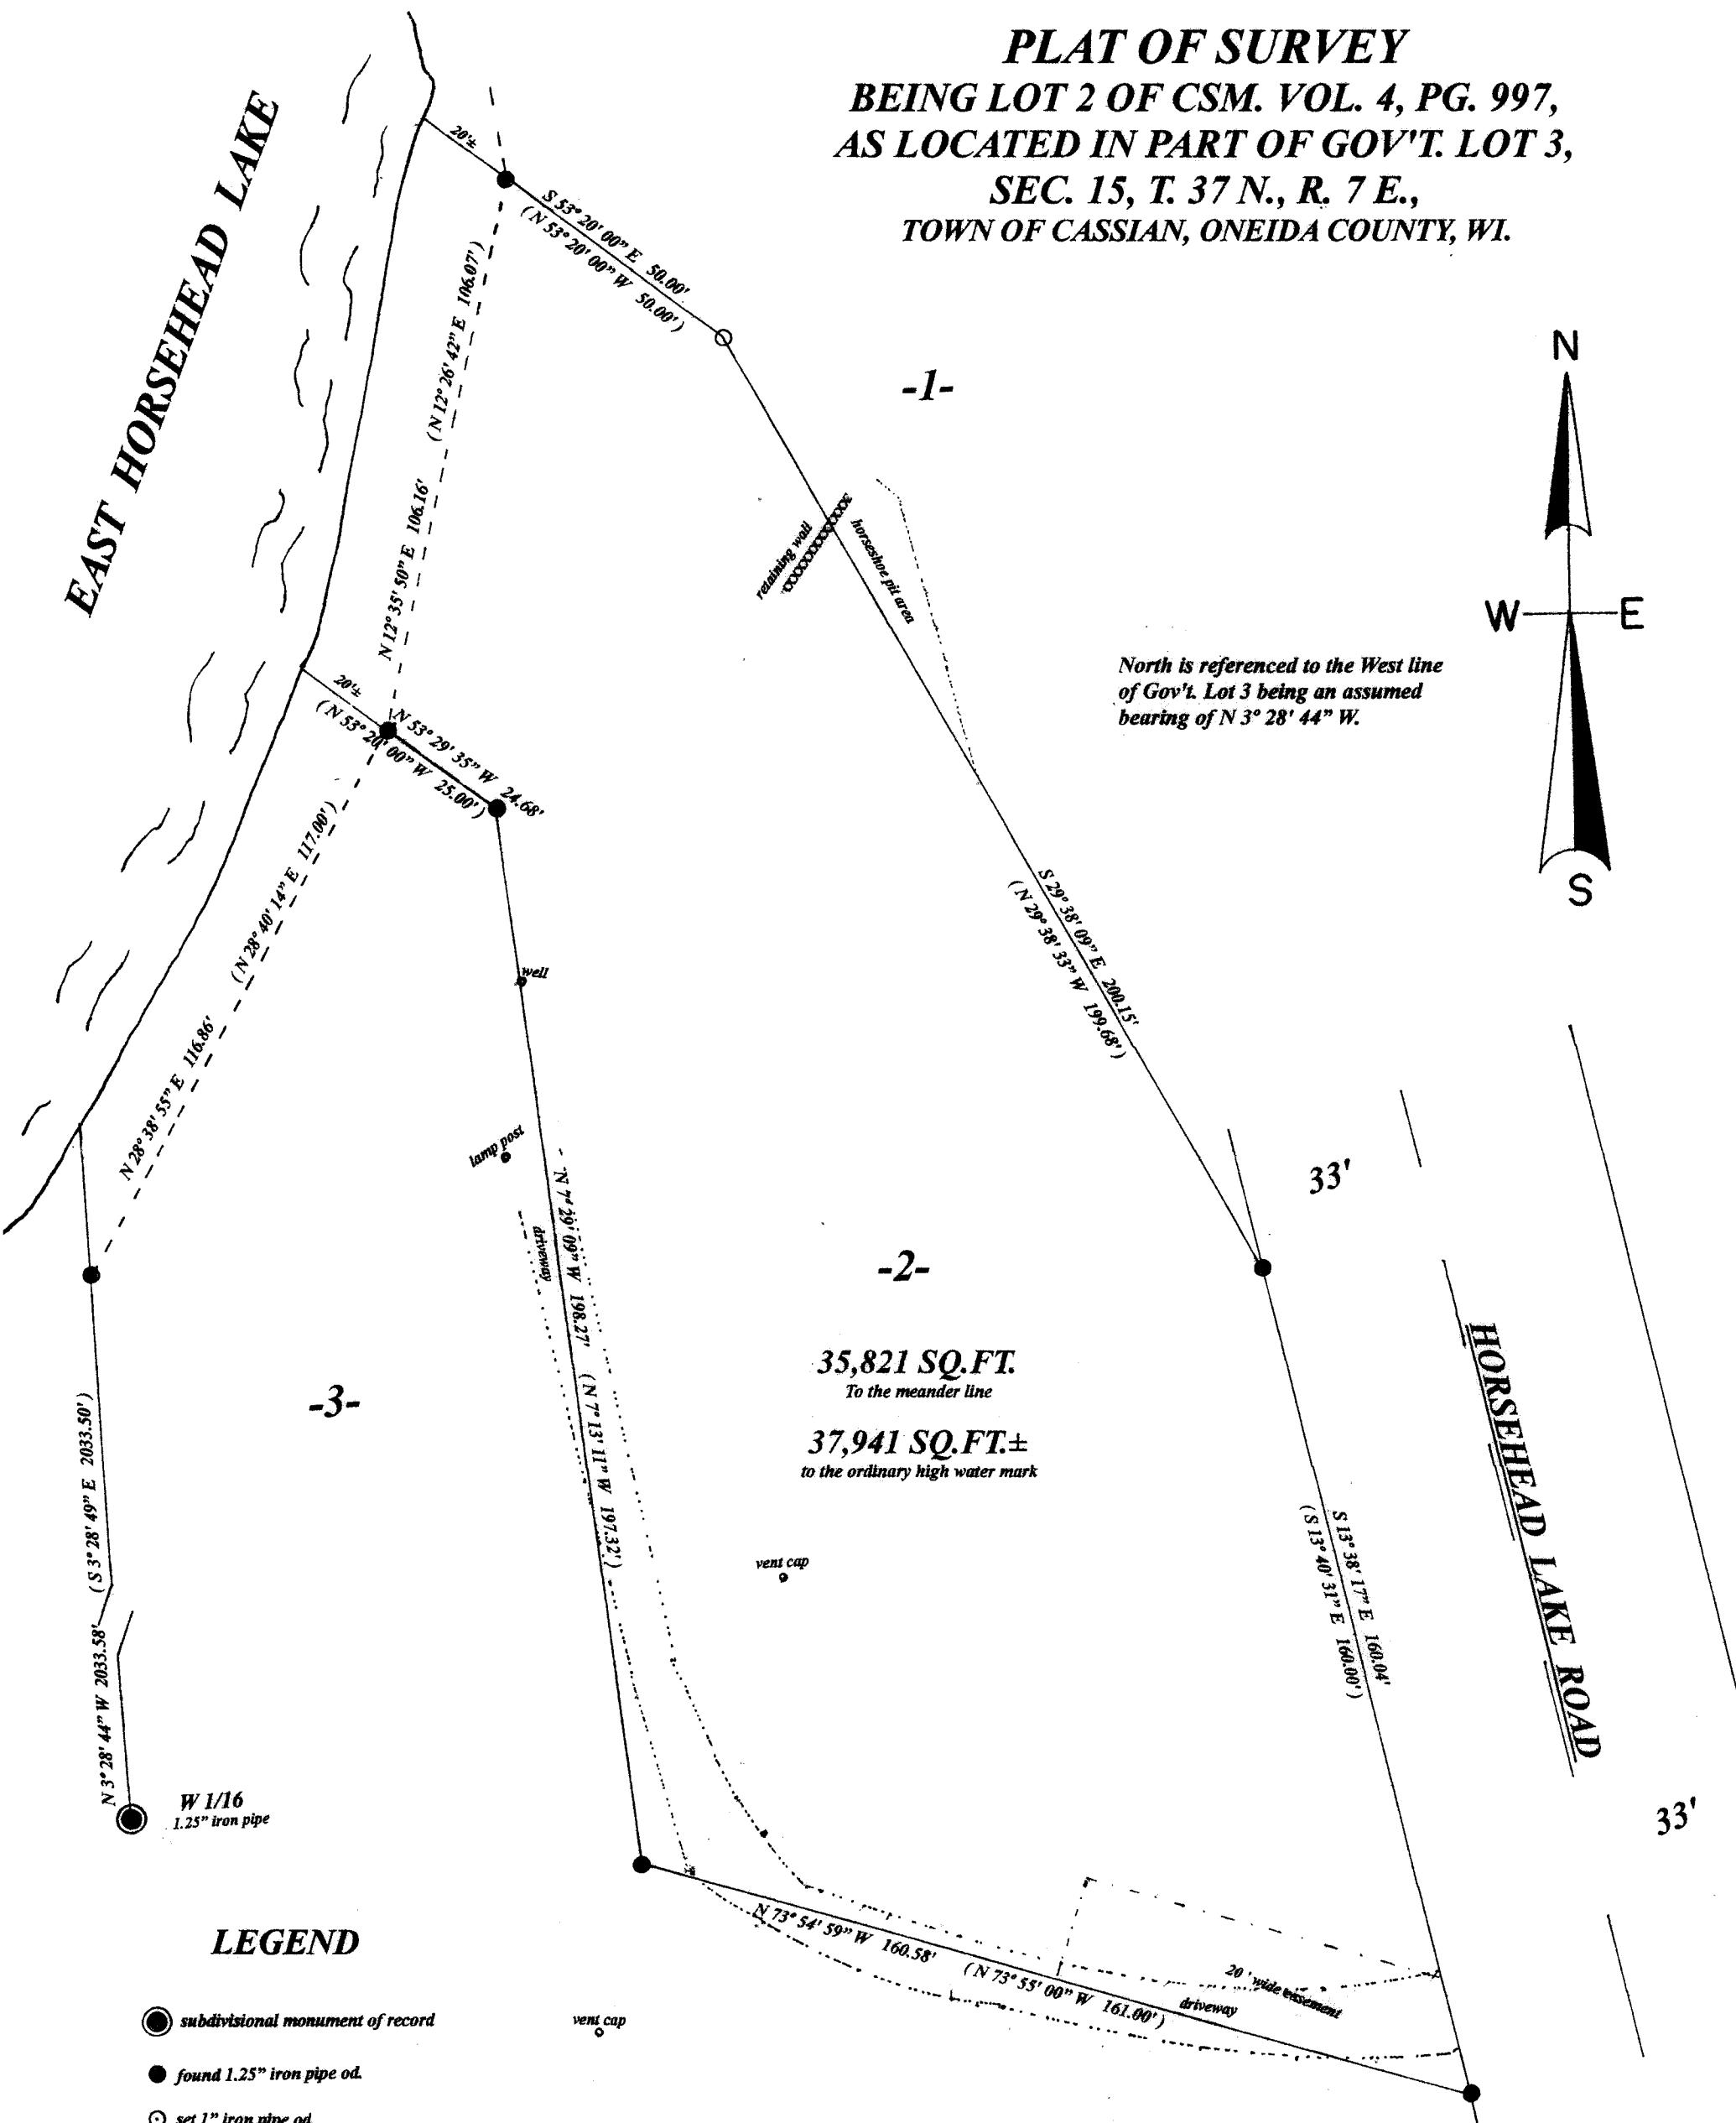 PLAT OF SURVEY
BEING LOT 2 OF CSM. VOL. 4, PG. 997,
AS LOCATED IN PART OF GOV'T. LOT 3,
SEC. 15, T. 37 N., R. 7 E.,
TOWN OF CASSIAN, ONEIDA COUNTY, WI.
EAST HORSEHEAD LAKE
20'±
S 53° 20' 00" E 50.00'
( N 53° 20' 00" W 50.00' )
(N 12° 26' 42" E 106.07')
N 12° 35' 50" E 106.16'
-1-
retaining wall
XXXXXXXXXXXXXX
horseshoe pit area
N
W
E
S
North is referenced to the West line
of Gov't. Lot 3 being an assumed
bearing of N 3° 28' 44" W.
20'±
N 53° 29' 35" W 24.68'
( N 53° 20' 00" W 25.00' )
(N 28° 40' 14" E 117.00')
N 28° 38' 55" E 116.86'
well
S 29° 38' 09" E 200.15'
( N 29° 38' 33" W 199.68' )
lamp post
driveway
N 7° 29' 09" W 198.27'
( N 7° 13' 11" W 197.32' )
33'
-2-
35,821 SQ.FT.
To the meander line
37,941 SQ.FT.±
to the ordinary high water mark
-3-
( S 3° 28' 49" E 2033.50' )
N 3° 28' 44" W 2033.58'
HORSEHEAD LAKE ROAD
S 13° 38' 17" E 160.04'
( S 13° 40' 31" E 160.00' )
vent cap
W 1/16
1.25" iron pipe
33'
N 73° 54' 59" W 160.58'
( N 73° 55' 00" W 161.00' )
20' wide easement
driveway
LEGEND
subdivisional monument of record
vent cap
found 1.25" iron pipe od.
set 1" iron pipe od